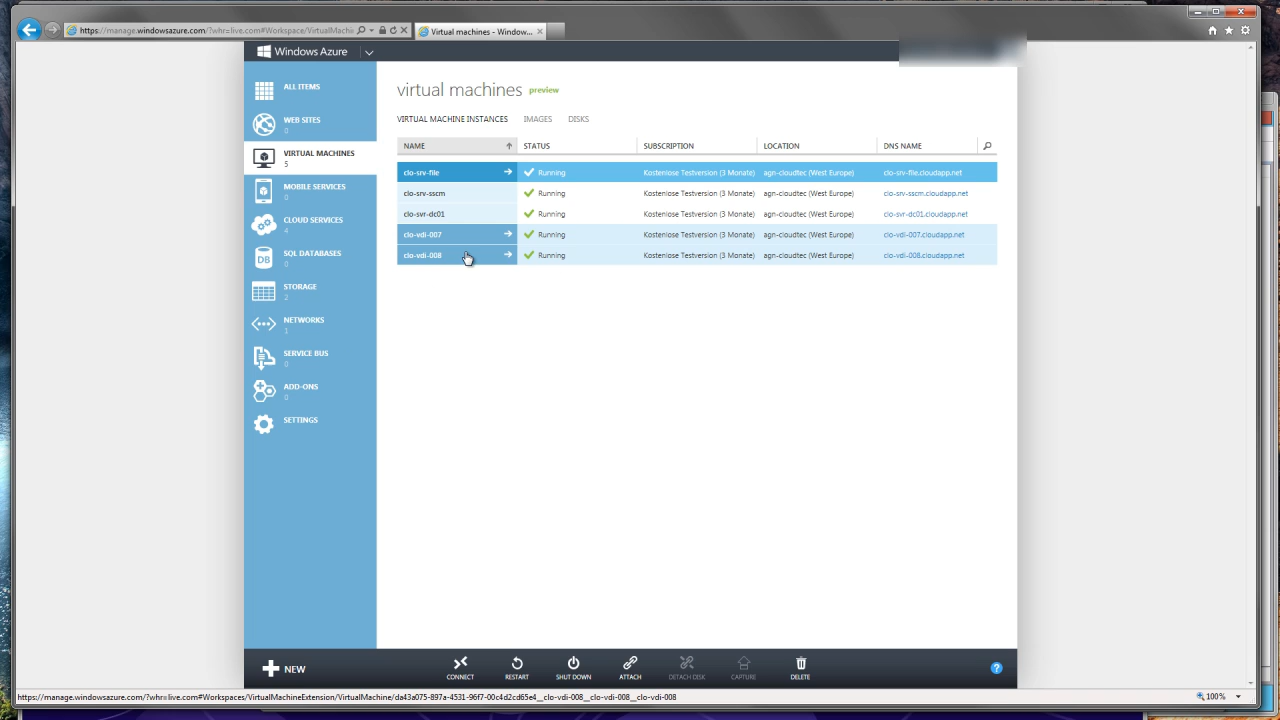 https://manage.windowsazure.com/?whr=live.com#Workspace/VirtualMachi
Virtual machines - Window...
Windows Azure
ALL ITEMS
WEB SITES
0
VIRTUAL MACHINES
5
MOBILE SERVICES
0
CLOUD SERVICES
4
SQL DATABASES
0
STORAGE
2
NETWORKS
1
SERVICE BUS
0
ADD-ONS
0
SETTINGS
virtual machines preview
VIRTUAL MACHINE INSTANCES IMAGES DISKS
NAME STATUS SUBSCRIPTION LOCATION DNS NAME
clo-srv-file Running Kostenlose Testversion (3 Monate) agn-cloudtec (West Europe) clo-srv-file.cloudapp.net
clo-srv-sscm Running Kostenlose Testversion (3 Monate) agn-cloudtec (West Europe) clo-srv-sscm.cloudapp.net
clo-svr-dc01 Running Kostenlose Testversion (3 Monate) agn-cloudtec (West Europe) clo-svr-dc01.cloudapp.net
clo-vdi-007 Running Kostenlose Testversion (3 Monate) agn-cloudtec (West Europe) clo-vdi-007.cloudapp.net
clo-vdi-008 Running Kostenlose Testversion (3 Monate) agn-cloudtec (West Europe) clo-vdi-008.cloudapp.net
NEW
CONNECT RESTART SHUT DOWN ATTACH DETACH DISK CAPTURE DELETE
?
https://manage.windowsazure.com/?whr=live.com#Workspaces/VirtualMachineExtension/VirtualMachine/da43a075-897a-4531-96f7-00c4d2cd65e4__clo-vdi-008__clo-vdi-008__clo-vdi-008
100%